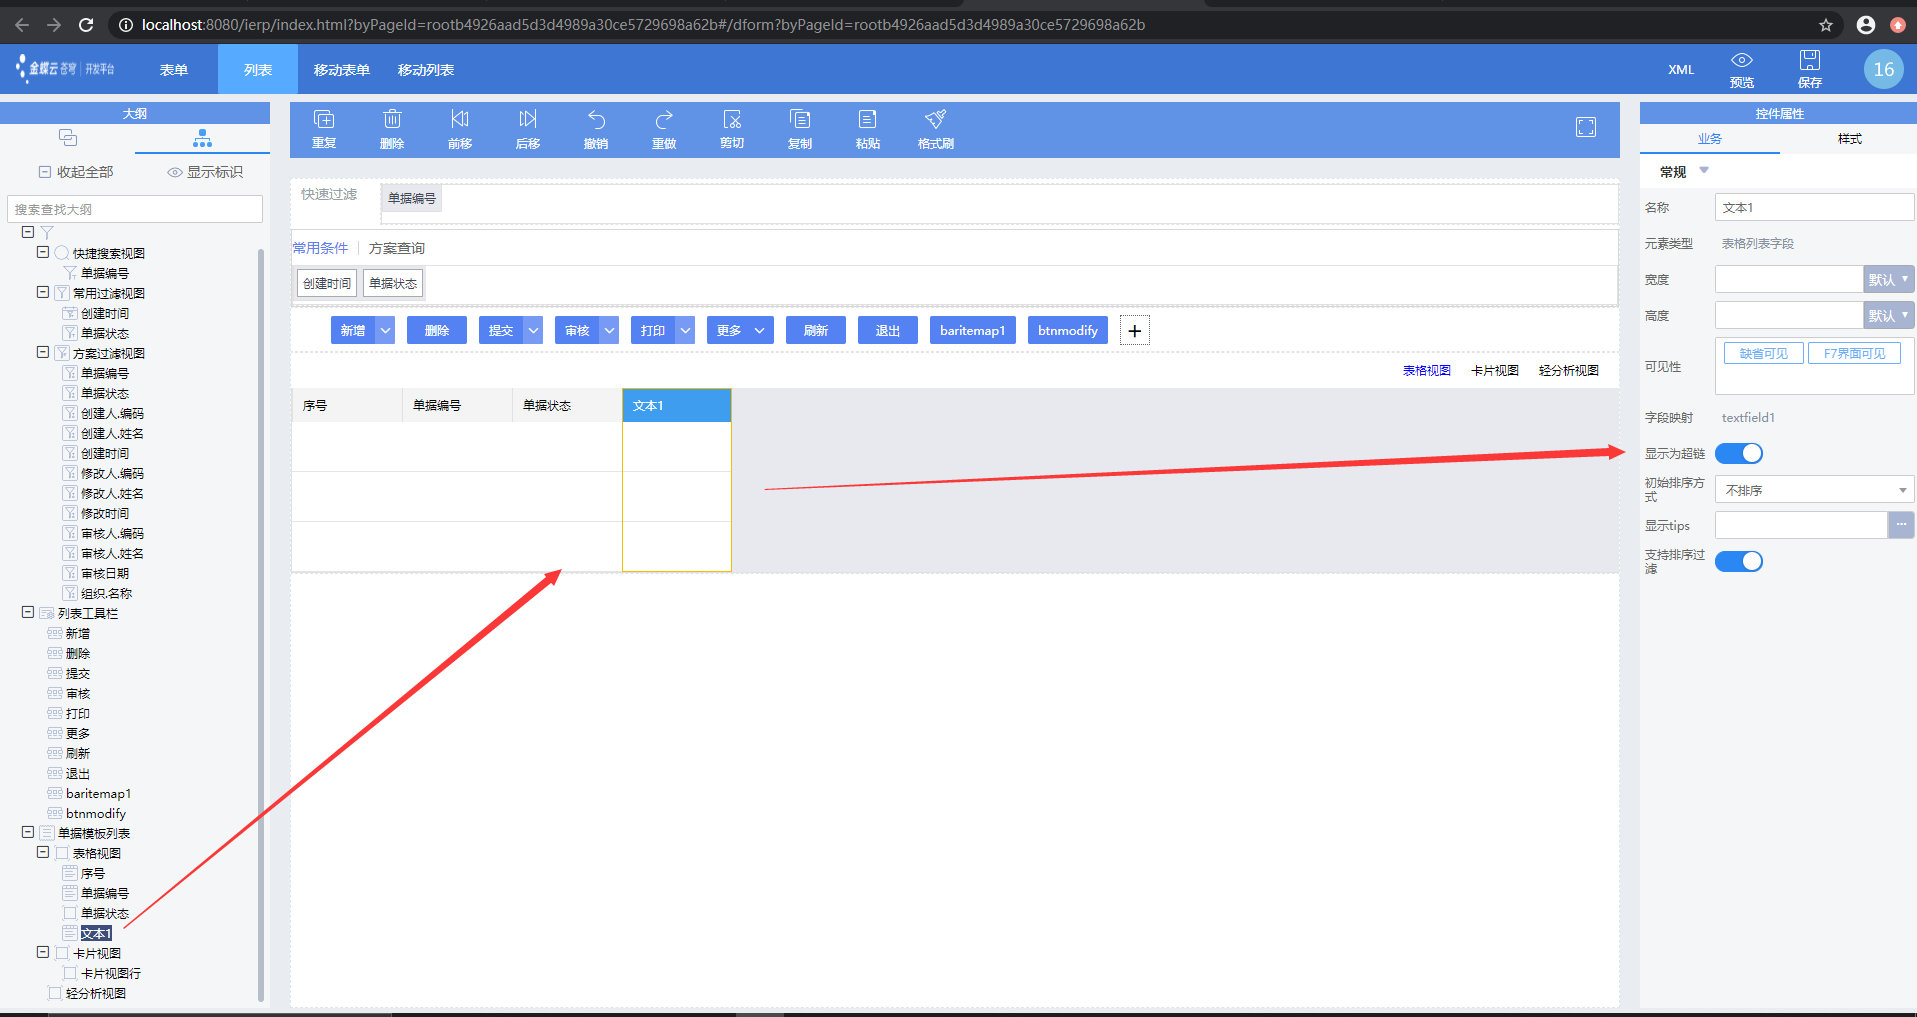 localhost:8080/ierp/index.html?byPageId=rootb4926aad5d3d4989a30ce5729698a62b#/dform?byPageId=rootb4926aad5d3d4989a30ce5729698a62b
金蝶云 苍穹 | 开发平台
表单
列表
移动表单
移动列表
XML
预览
保存
16
大纲
收起全部
显示标识
搜索查找大纲
快捷搜索视图
单据编号
常用过滤视图
创建时间
单据状态
方案过滤视图
单据编号
单据状态
创建人.编码
创建人.姓名
创建时间
修改人.编码
修改人.姓名
修改时间
审核人.编码
审核人.姓名
审核日期
组织.名称
列表工具栏
新增
删除
提交
审核
打印
更多
刷新
退出
baritemap1
btnmodify
单据模板列表
表格视图
序号
单据编号
单据状态
文本1
卡片视图
卡片视图行
轻分析视图
重复
删除
前移
后移
撤销
重做
剪切
复制
粘贴
格式刷
快速过滤
单据编号
常用条件
方案查询
创建时间
单据状态
新增
删除
提交
审核
打印
更多
刷新
退出
baritemap1
btnmodify
+
表格视图
卡片视图
轻分析视图
序号
单据编号
单据状态
文本1
控件属性
业务
样式
常规
名称
文本1
元素类型
表格列表字段
宽度
默认
高度
默认
可见性
缺省可见
F7界面可见
字段映射
textfield1
显示为超链
初始排序方
式
不排序
显示tips
...
支持排序过
滤